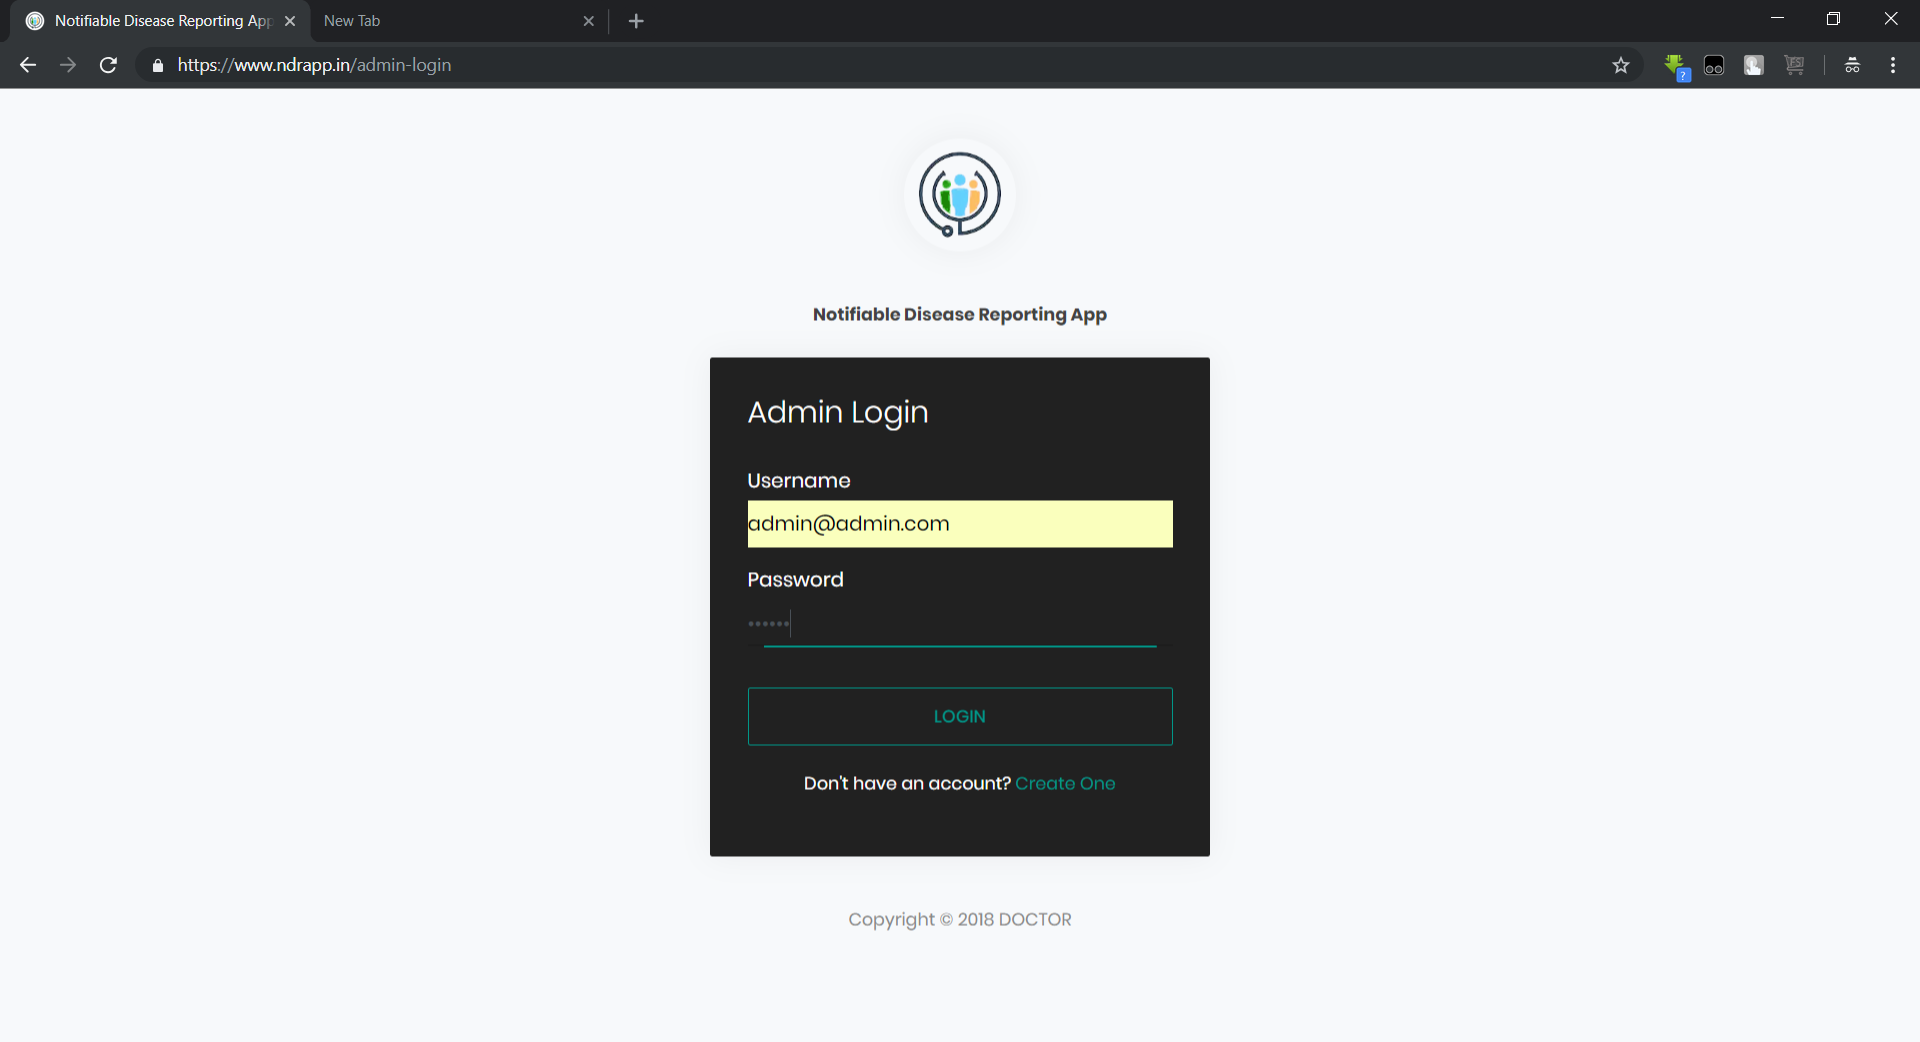 Notifiable Disease Reporting App
New Tab
https://www.ndrapp.in/admin-login
Notifiable Disease Reporting App
Admin Login
Username
admin@admin.com
Password
••••••
LOGIN
Don't have an account? Create One
Copyright © 2018 DOCTOR